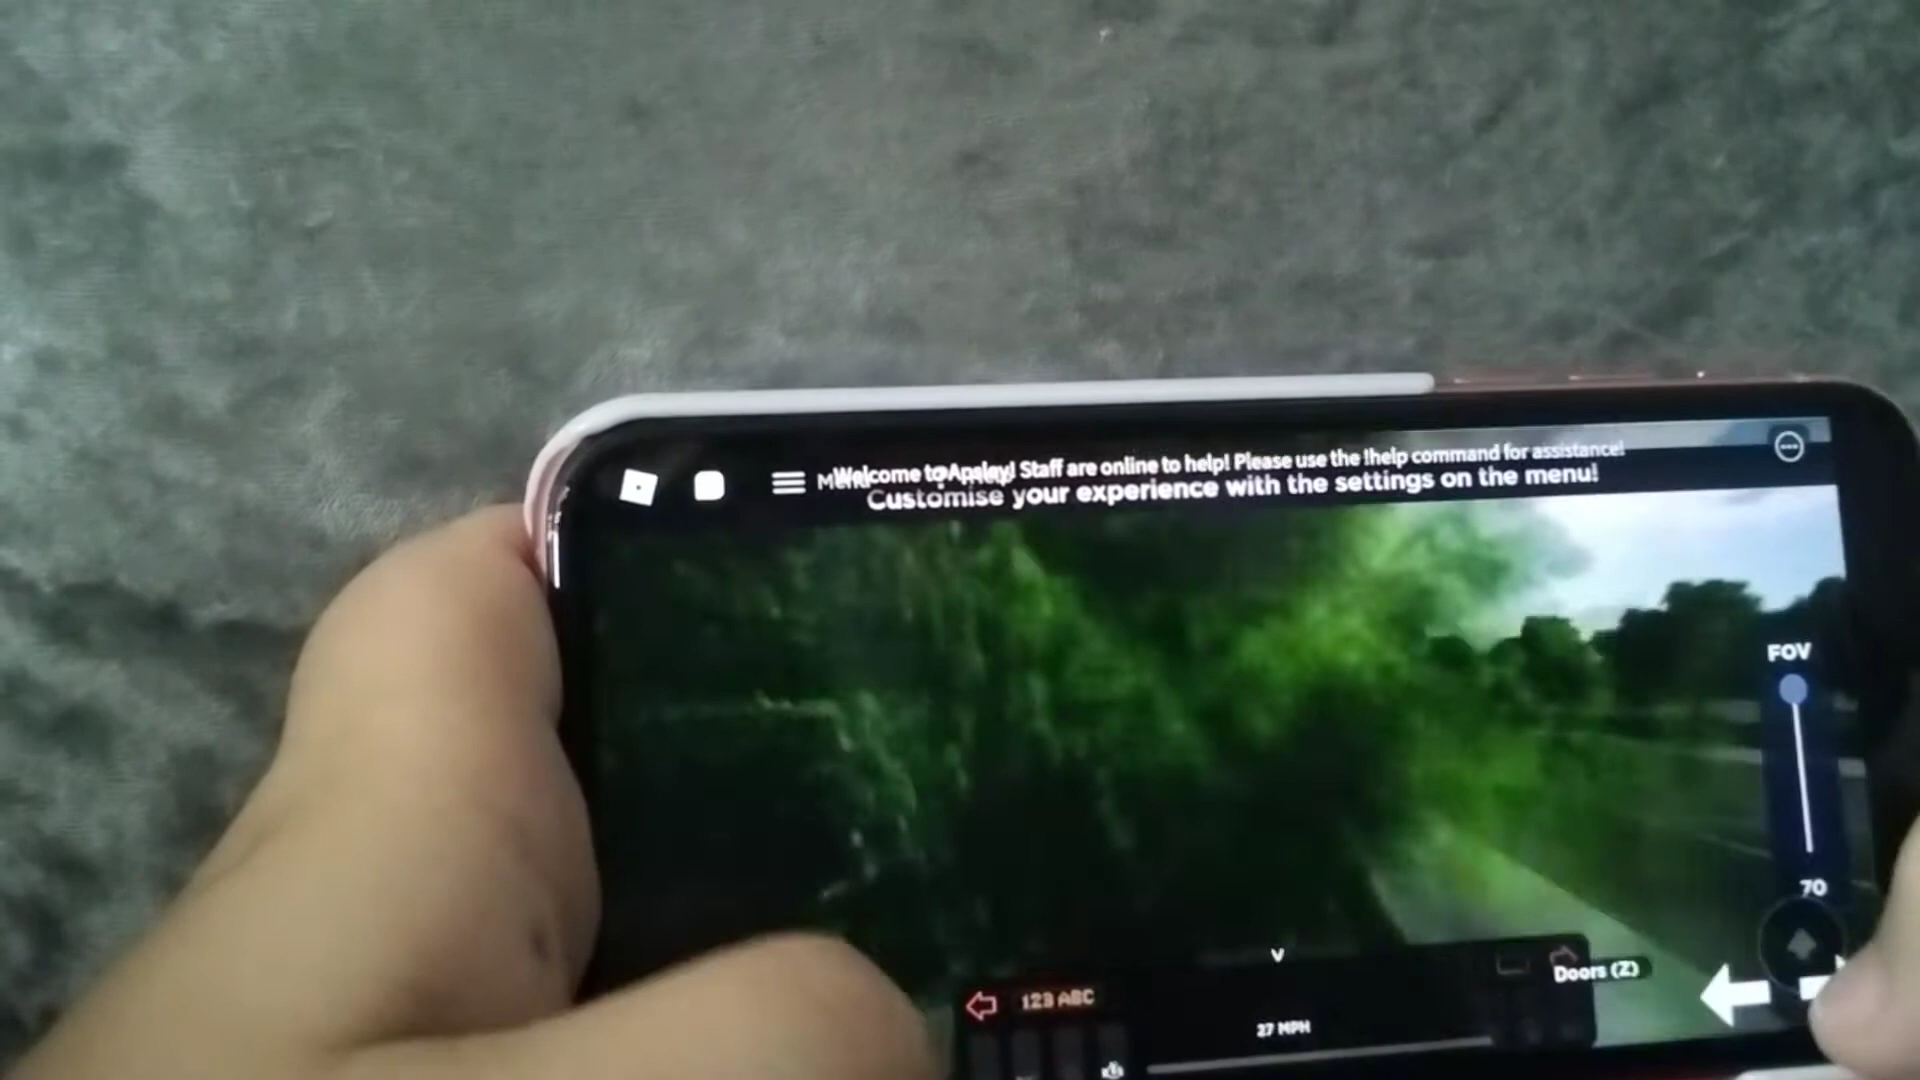 Welcome to Apsley! Staff are online to help! Please use the !help command for assistance!
Customise your experience with the settings on the menu!
FOV
70
V
Doors (Z)
123 ABC
27 MPH